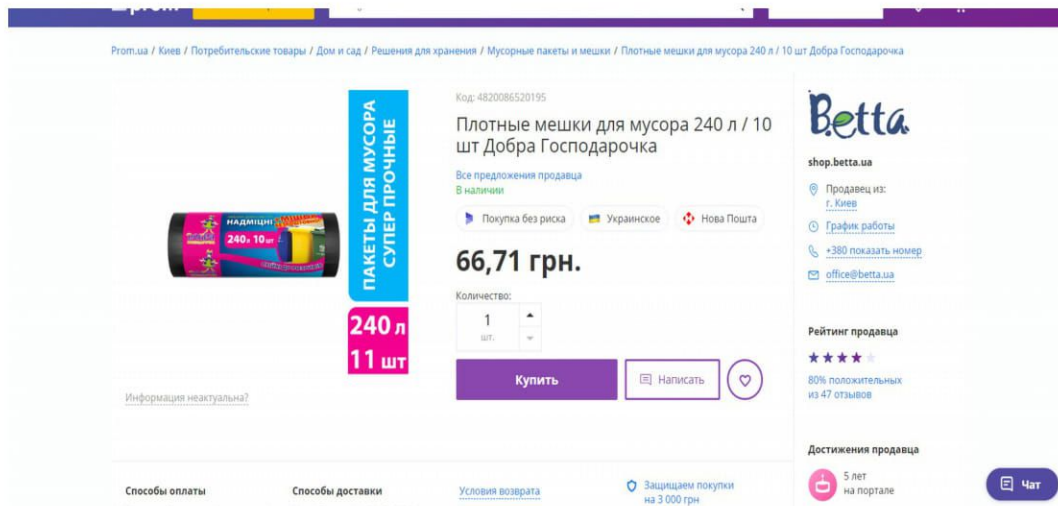 Prom.ua / Киев / Потребительские товары / Дом и сад / Решения для хранения / Мусорные пакеты и мешки / Плотные мешки для мусора 240 л / 10 шт Добра Господарочка
ПАКЕТЫ ДЛЯ МУСОРА
СУПЕР ПРОЧНЫЕ
240 л
11 шт
НАДМІЦНІ
240л 10шт
Информация неактуальна?
Код: 4820086520195
Плотные мешки для мусора 240 л / 10
шт Добра Господарочка
Все предложения продавца
В наличии
Покупка без риска
Украинское
Нова Пошта
66,71 грн.
Количество:
1
шт.
Купить
Написать
Betta
shop.betta.ua
Продавец из:
г. Киев
График работы
+380 показать номер
office@betta.ua
Рейтинг продавца
80% положительных
из 47 отзывов
Достижения продавца
5 лет
на портале
Чат
Способы оплаты
Способы доставки
Условия возврата
Защищаем покупки
на 3 000 грн